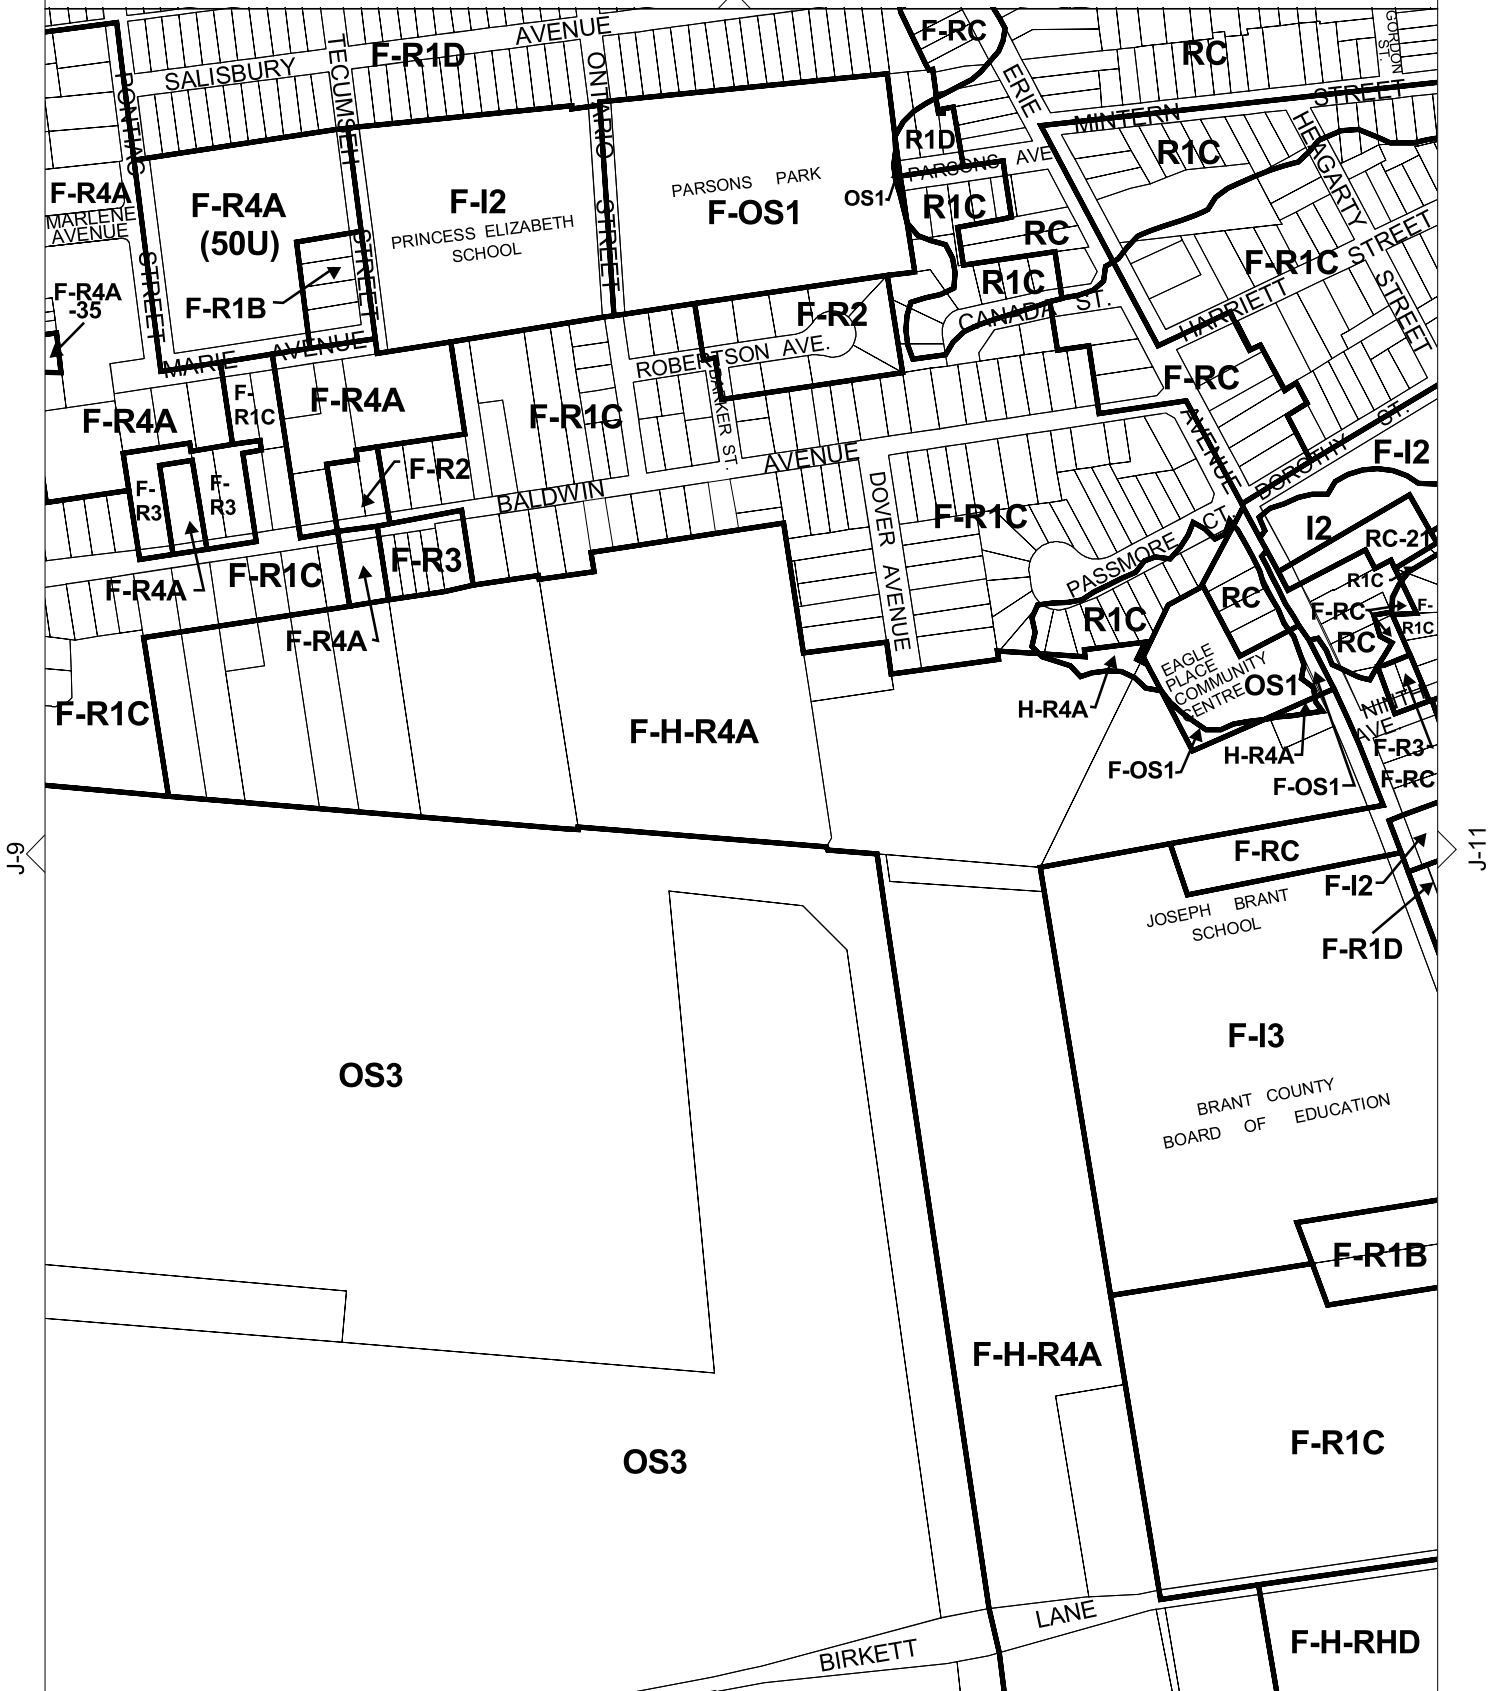 AVENUE
F-RC
GORDON
ST.
SALISBURY
TECUMSEH
F-R1D
ONTARIO
RC
ERIE
STREET
PONTIAC
MINTERN
HEAGARTY
R1D
R1C
PARSONS
AVE
F-R4A
MARLENE
AVENUE
F-R4A
(50U)
F-I2
PRINCESS ELIZABETH
SCHOOL
PARSONS PARK
F-OS1
OS1
R1C
RC
STREET
STREET
STREET
STREET
F-R1C
STREET
HARRIETT
F-R4A
-35
F-R1B
R1C
CANADA ST.
F-R2
MARIE
AVENUE
ROBERTSON AVE.
BARKER ST.
F-RC
F-R4A
F-
R1C
F-R4A
F-R1C
AVENUE
DOROTHY
ST.
F-I2
F-
R3
F-
R3
F-R2
BALDWIN
AVENUE
DOVER
AVENUE
F-R1C
PASSMORE
CT.
I2
RC-21
R1C
F-R4A
F-R1C
F-R3
F-R4A
R1C
RC
F-RC
F-
R1C
RC
EAGLE
PLACE
COMMUNITY
CENTRE
OS1
NINTH
AVE.
F-R1C
F-H-R4A
H-R4A
F-OS1
H-R4A
F-OS1
F-R3
F-RC
J-9
J-11
F-RC
F-I2
JOSEPH BRANT
SCHOOL
F-R1D
F-I3
OS3
BRANT COUNTY
BOARD OF EDUCATION
F-R1B
F-H-R4A
F-R1C
OS3
BIRKETT
LANE
F-H-RHD